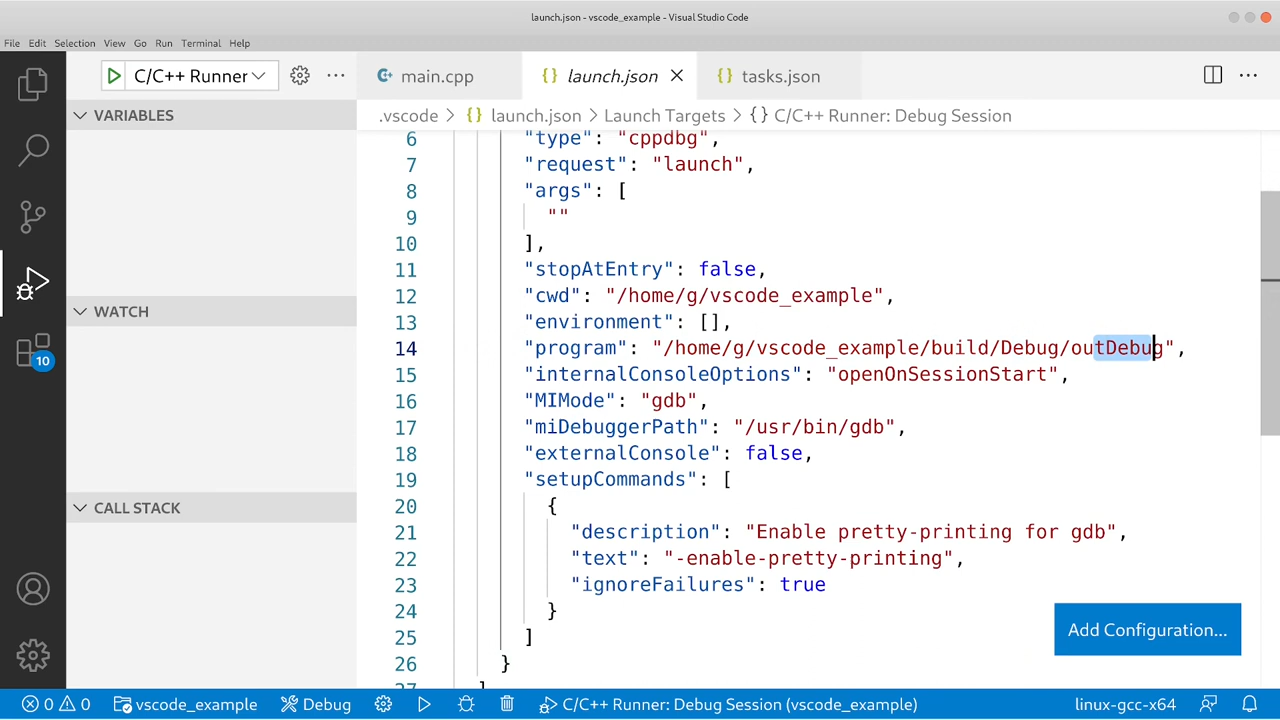 launch.json - vscode_example - Visual Studio Code
File Edit Selection View Go Run Terminal Help
C/C++ Runner
main.cpp
launch.json
tasks.json
.vscode > launch.json > Launch Targets > C/C++ Runner: Debug Session
VARIABLES
WATCH
CALL STACK
10
6 "type": "cppdbg",
7 "request": "launch",
8 "args": [
9 ""
10 ],
11 "stopAtEntry": false,
12 "cwd": "/home/g/vscode_example",
13 "environment": [],
14 "program": "/home/g/vscode_example/build/Debug/outDebug",
15 "internalConsoleOptions": "openOnSessionStart",
16 "MIMode": "gdb",
17 "miDebuggerPath": "/usr/bin/gdb",
18 "externalConsole": false,
19 "setupCommands": [
20 {
21 "description": "Enable pretty-printing for gdb",
22 "text": "-enable-pretty-printing",
23 "ignoreFailures": true
24 }
25 ]
26 }
27
Add Configuration...
0 0 vscode_example Debug C/C++ Runner: Debug Session (vscode_example) linux-gcc-x64